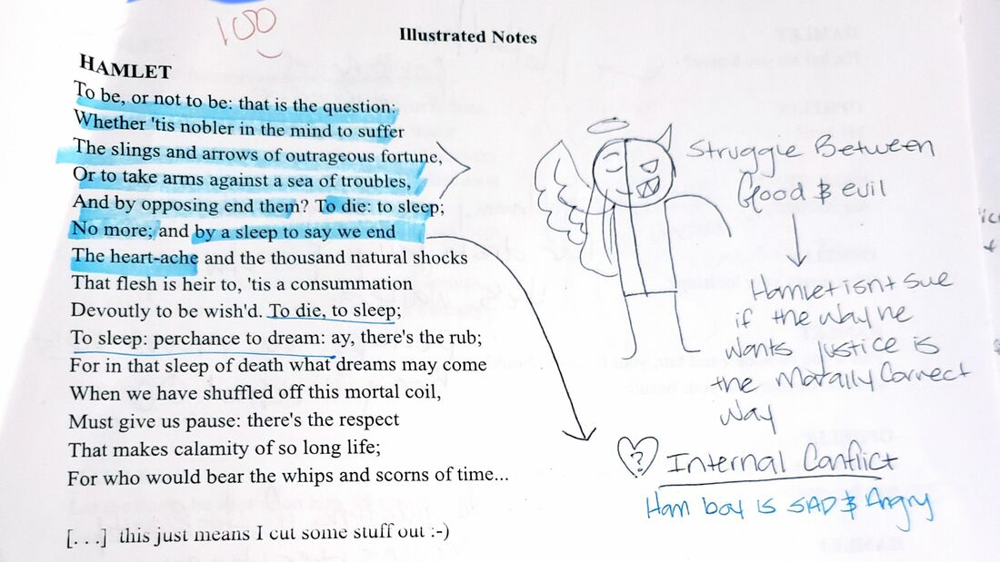 100
Illustrated Notes
HAMLET
To be, or not to be: that is the question:
Whether 'tis nobler in the mind to suffer
The slings and arrows of outrageous fortune,
Or to take arms against a sea of troubles,
And by opposing end them? To die: to sleep;
No more; and by a sleep to say we end
The heart-ache and the thousand natural shocks
That flesh is heir to, 'tis a consummation
Devoutly to be wish'd. To die, to sleep;
To sleep: perchance to dream: ay, there's the rub;
For in that sleep of death what dreams may come
When we have shuffled off this mortal coil,
Must give us pause: there's the respect
That makes calamity of so long life;
For who would bear the whips and scorns of time...
[. . .] this just means I cut some stuff out :-)
Struggle Between
Good & evil
Hamlet isnt sue
if the way he
wants justice is
the Morally Correct
way
?
Internal Conflict
Ham boy is SAD & Angry